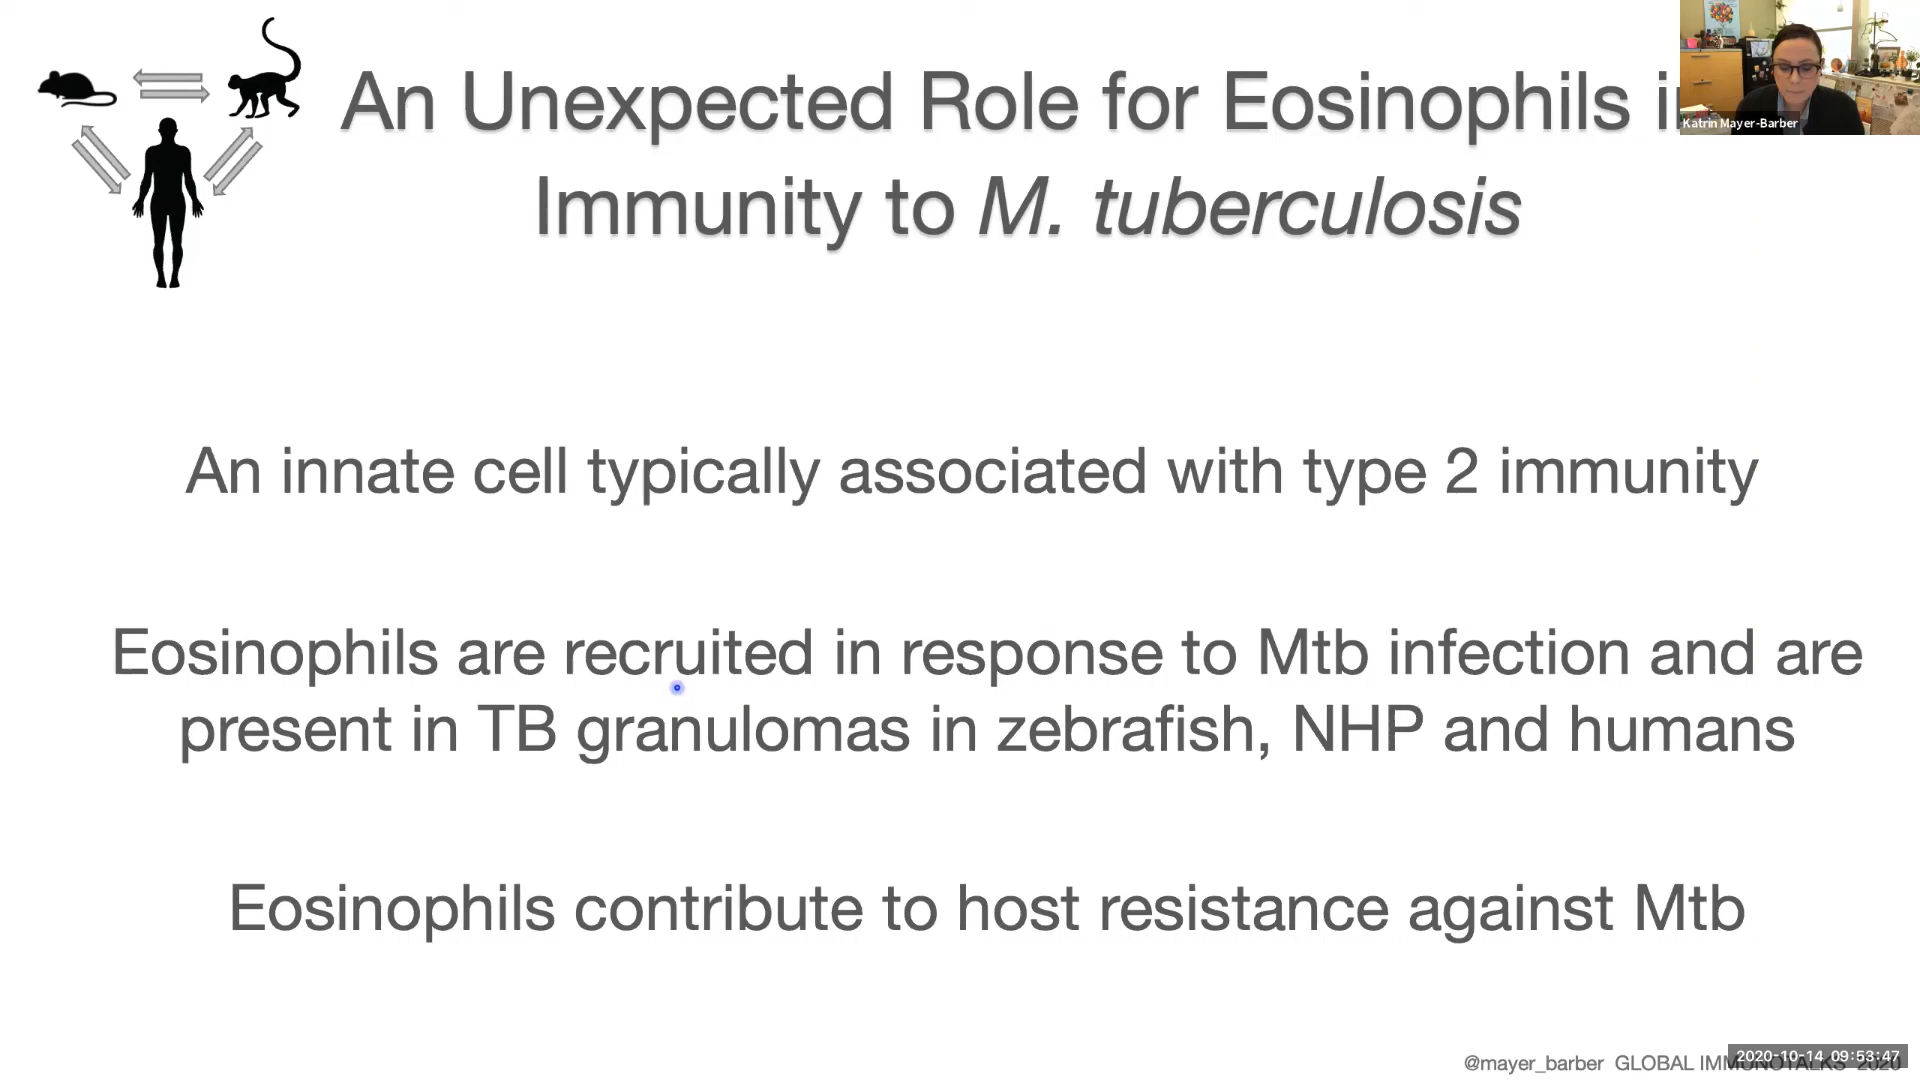 An Unexpected Role for Eosinophils
Immunity to M. tuberculosis
Katrin Mayer-Barber
An innate cell typically associated with type 2 immunity
Eosinophils are recruited in response to Mtb infection and are
present in TB granulomas in zebrafish, NHP and humans
Eosinophils contribute to host resistance against Mtb
@mayer_barber GLOBAL IMMUNOTALKS 2020
2020-10-14 09:53:47